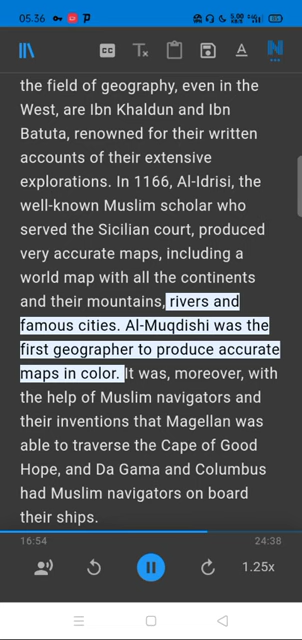 05.36
5.00
the field of geography, even in the
West, are Ibn Khaldun and Ibn
Batuta, renowned for their written
accounts of their extensive
explorations. In 1166, Al-Idrisi, the
well-known Muslim scholar who
served the Sicilian court, produced
very accurate maps, including a
world map with all the continents
and their mountains, rivers and
famous cities. Al-Muqdishi was the
first geographer to produce accurate
maps in color. It was, moreover, with
the help of Muslim navigators and
their inventions that Magellan was
able to traverse the Cape of Good
Hope, and Da Gama and Columbus
had Muslim navigators on board
their ships.
16:54 24:38
1.25x